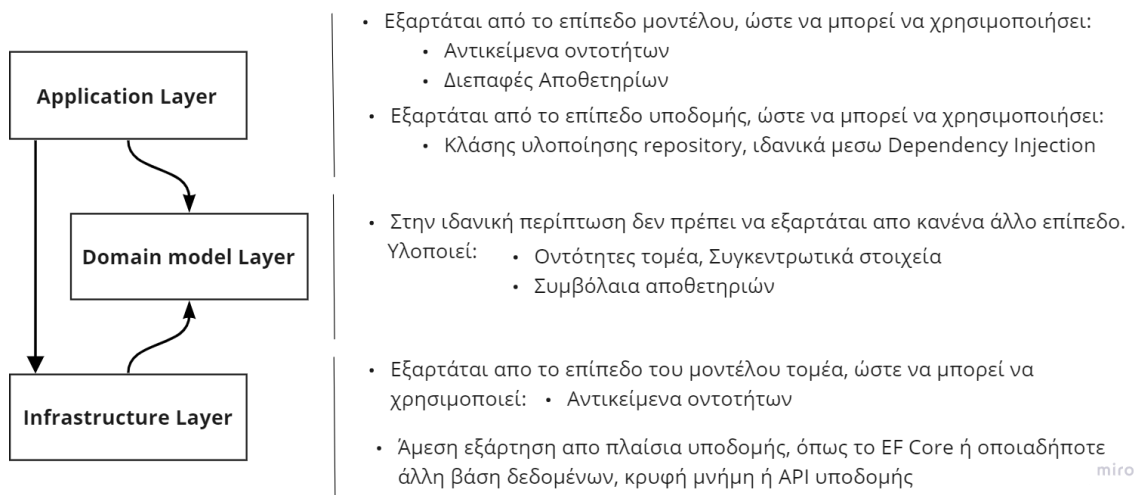 Application Layer
Domain model Layer
Infrastructure Layer
• Εξαρτάται από το επίπεδο μοντέλου, ώστε να μπορεί να χρησιμοποιήσει:
• Αντικείμενα οντοτήτων
• Διεπαφές Αποθετηρίων
• Εξαρτάται από το επίπεδο υποδομής, ώστε να μπορεί να χρησιμοποιήσει:
• Κλάσης υλοποίησης repository, ιδανικά μεσω Dependency Injection
• Στην ιδανική περίπτωση δεν πρέπει να εξαρτάται απο κανένα άλλο επίπεδο.
Υλοποιεί: • Οντότητες τομέα, Συγκεντρωτικά στοιχεία
• Συμβόλαια αποθετηριών
• Εξαρτάται απο το επίπεδο του μοντέλου τομέα, ώστε να μπορεί να
χρησιμοποιεί: • Αντικείμενα οντοτήτων
• Άμεση εξάρτηση απο πλαίσια υποδομής, όπως το EF Core ή οποιαδήποτε
άλλη βάση δεδομένων, κρυφή μνήμη ή API υποδομής
miro